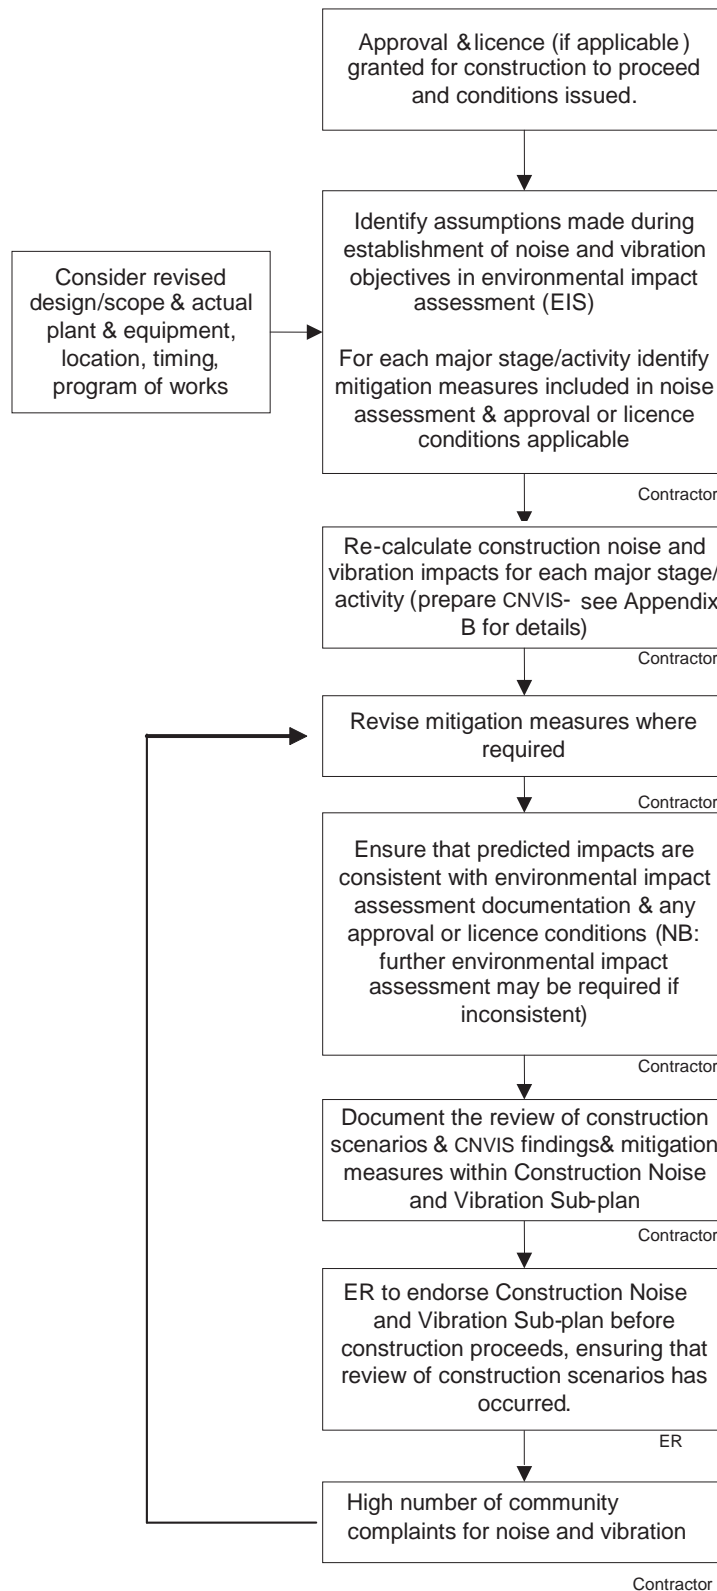 Approval & licence (if applicable)
granted for construction to proceed
and conditions issued.
Consider revised
design/scope & actual
plant & equipment,
location, timing,
program of works
Identify assumptions made during
establishment of noise and vibration
objectives in environmental impact
assessment (EIS)
For each major stage/activity identify
mitigation measures included in noise
assessment & approval or licence
conditions applicable
Contractor
Re-calculate construction noise and
vibration impacts for each major stage/
activity (prepare CNVIS- see Appendix
B for details)
Contractor
Revise mitigation measures where
required
Contractor
Ensure that predicted impacts are
consistent with environmental impact
assessment documentation & any
approval or licence conditions (NB:
further environmental impact
assessment may be required if
inconsistent)
Contractor
Document the review of construction
scenarios & CNVIS findings& mitigation
measures within Construction Noise
and Vibration Sub-plan
Contractor
ER to endorse Construction Noise
and Vibration Sub-plan before
construction proceeds, ensuring that
review of construction scenarios has
occurred.
ER
High number of community
complaints for noise and vibration
Contractor